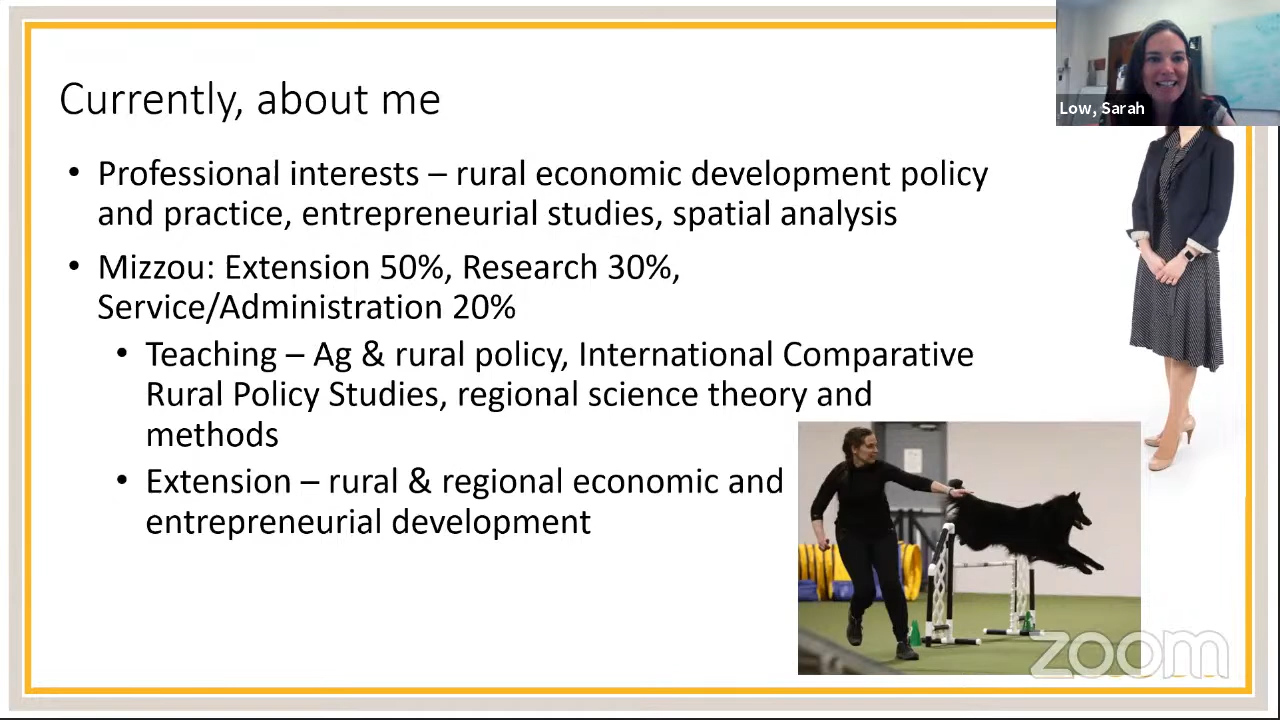 Currently, about me
Low, Sarah
• Professional interests – rural economic development policy
and practice, entrepreneurial studies, spatial analysis
• Mizzou: Extension 50%, Research 30%,
Service/Administration 20%
• Teaching – Ag & rural policy, International Comparative
Rural Policy Studies, regional science theory and
methods
• Extension – rural & regional economic and
entrepreneurial development
zoom